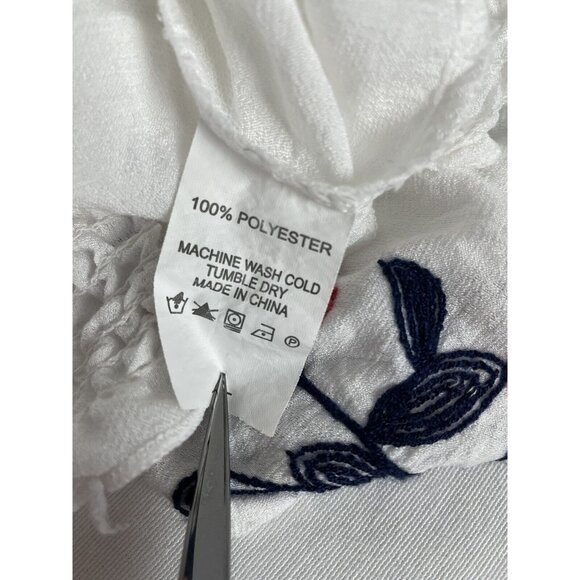 100% POLYESTER
MACHINE WASH COLD
TUMBLE DRY
MADE IN CHINA
P